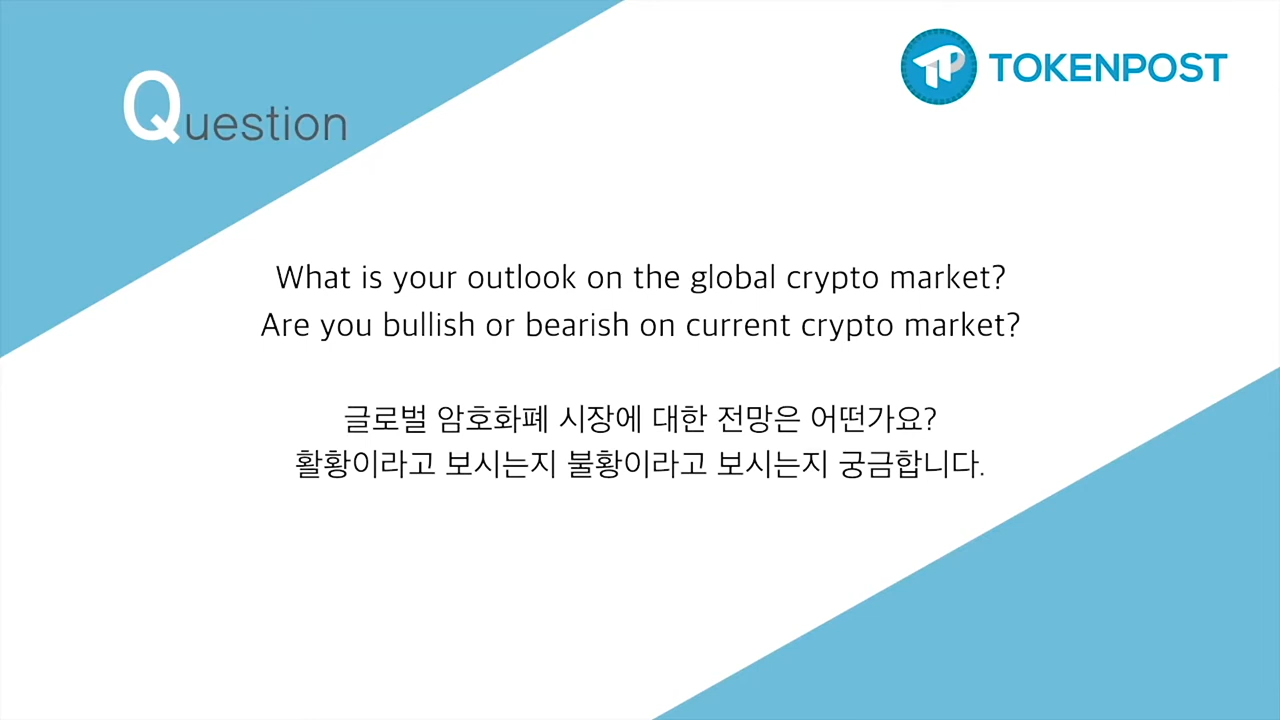 Question
TOKENPOST
What is your outlook on the global crypto market?
Are you bullish or bearish on current crypto market?
글로벌 암호화폐 시장에 대한 전망은 어떤가요?
활황이라고 보시는지 불황이라고 보시는지 궁금합니다.